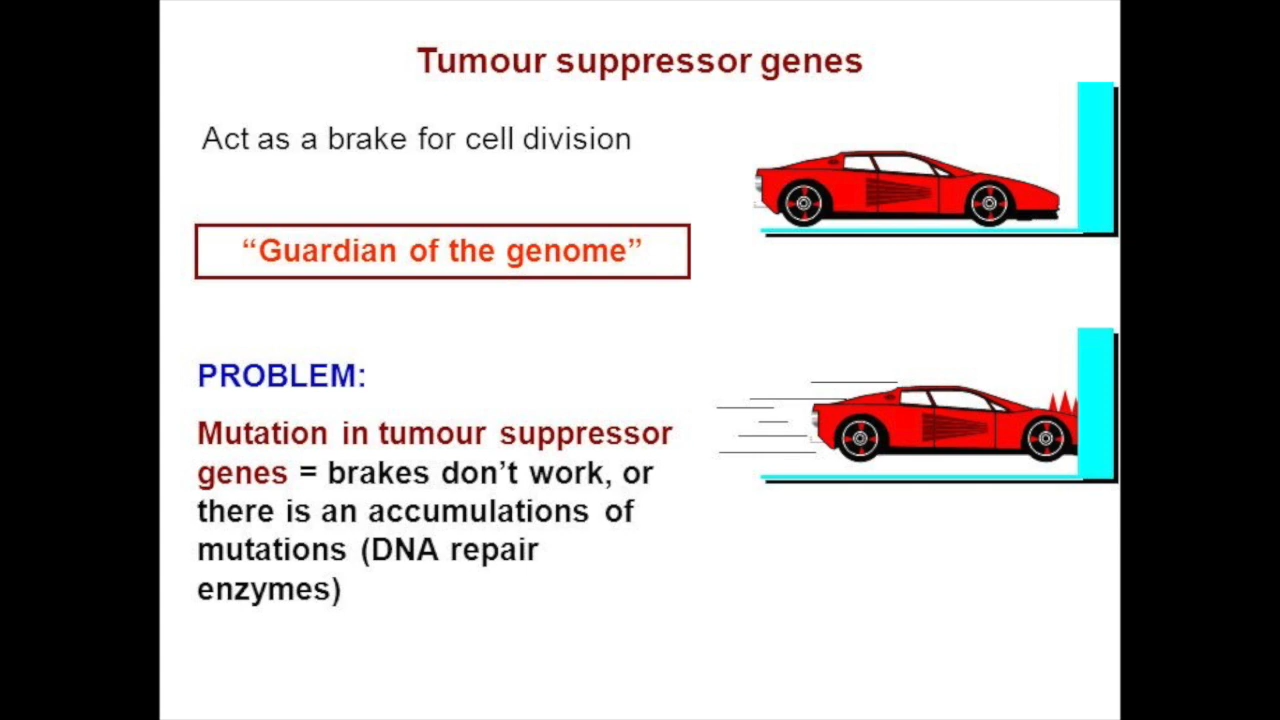 Tumour suppressor genes
Act as a brake for cell division
“Guardian of the genome”
PROBLEM:
Mutation in tumour suppressor
genes = brakes don’t work, or
there is an accumulations of
mutations (DNA repair
enzymes)